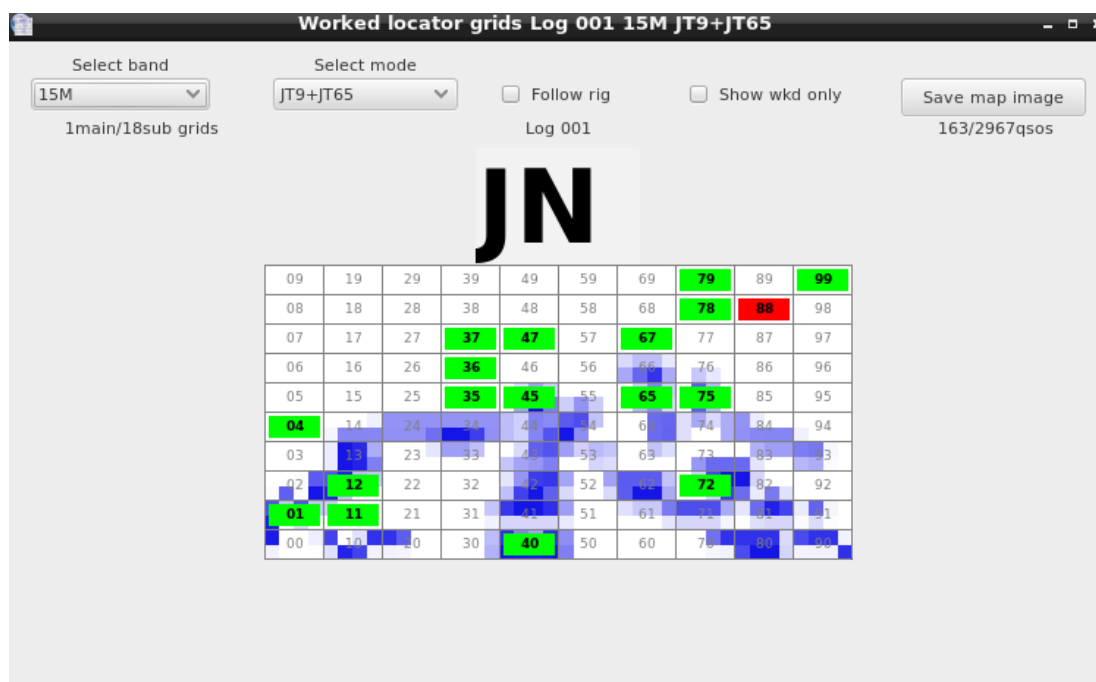 Worked locator grids Log 001 15M JT9+JT65
Select band Select mode
15M JT9+JT65 Follow rig Show wkd only Save map image
1main/18sub grids Log 001 163/2967qsos
JN
09 19 29 39 49 59 69 79 89 99
08 18 28 38 48 58 68 78 88 98
07 17 27 37 47 57 67 77 87 97
06 16 26 36 46 56 66 76 86 96
05 15 25 35 45 55 65 75 85 95
04 14 24 34 44 54 64 74 84 94
03 13 23 33 43 53 63 73 83 93
02 12 22 32 42 52 62 72 82 92
01 11 21 31 41 51 61 71 81 91
00 10 20 30 40 50 60 70 80 90